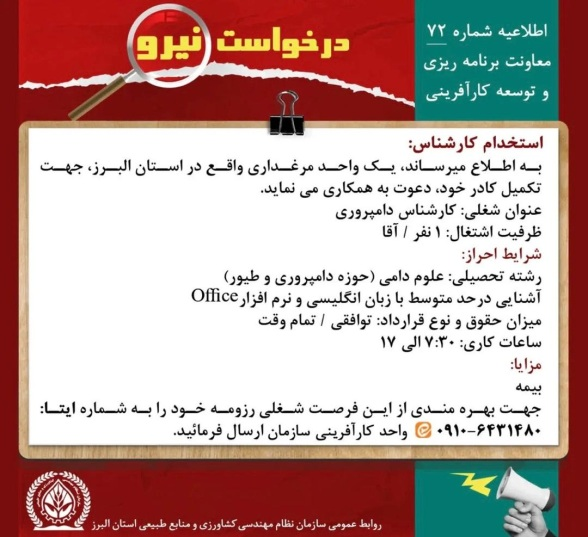 اطلاعیه شماره ۷۲
معاونت برنامه ریزی
و توسعه کارآفرینی
درخواست نیرو
استخدام کارشناس:
به اطلاع میرساند، یک واحد مرغداری واقع در استان البرز، جهت
تکمیل کادر خود، دعوت به همکاری می نماید.
عنوان شغلی: کارشناس دامپروری
ظرفیت اشتغال: ۱ نفر / آقا
شرایط احراز:
رشته تحصیلی: علوم دامی (حوزه دامپروری و طیور)
آشنایی درحد متوسط با زبان انگلیسی و نرم افزار Office
میزان حقوق و نوع قرارداد: توافقی / تمام وقت
ساعات کاری: ۷:۳۰ الی ۱۷
مزایا:
بیمه
جهت بهره مندی از این فرصت شغلی رزومه خود را به شماره ایتا:
۰۹۱۰-۶۴۳۱۴۸۰ واحد کارآفرینی سازمان ارسال فرمائید.
روابط عمومی سازمان نظام مهندسی کشاورزی و منابع طبیعی استان البرز